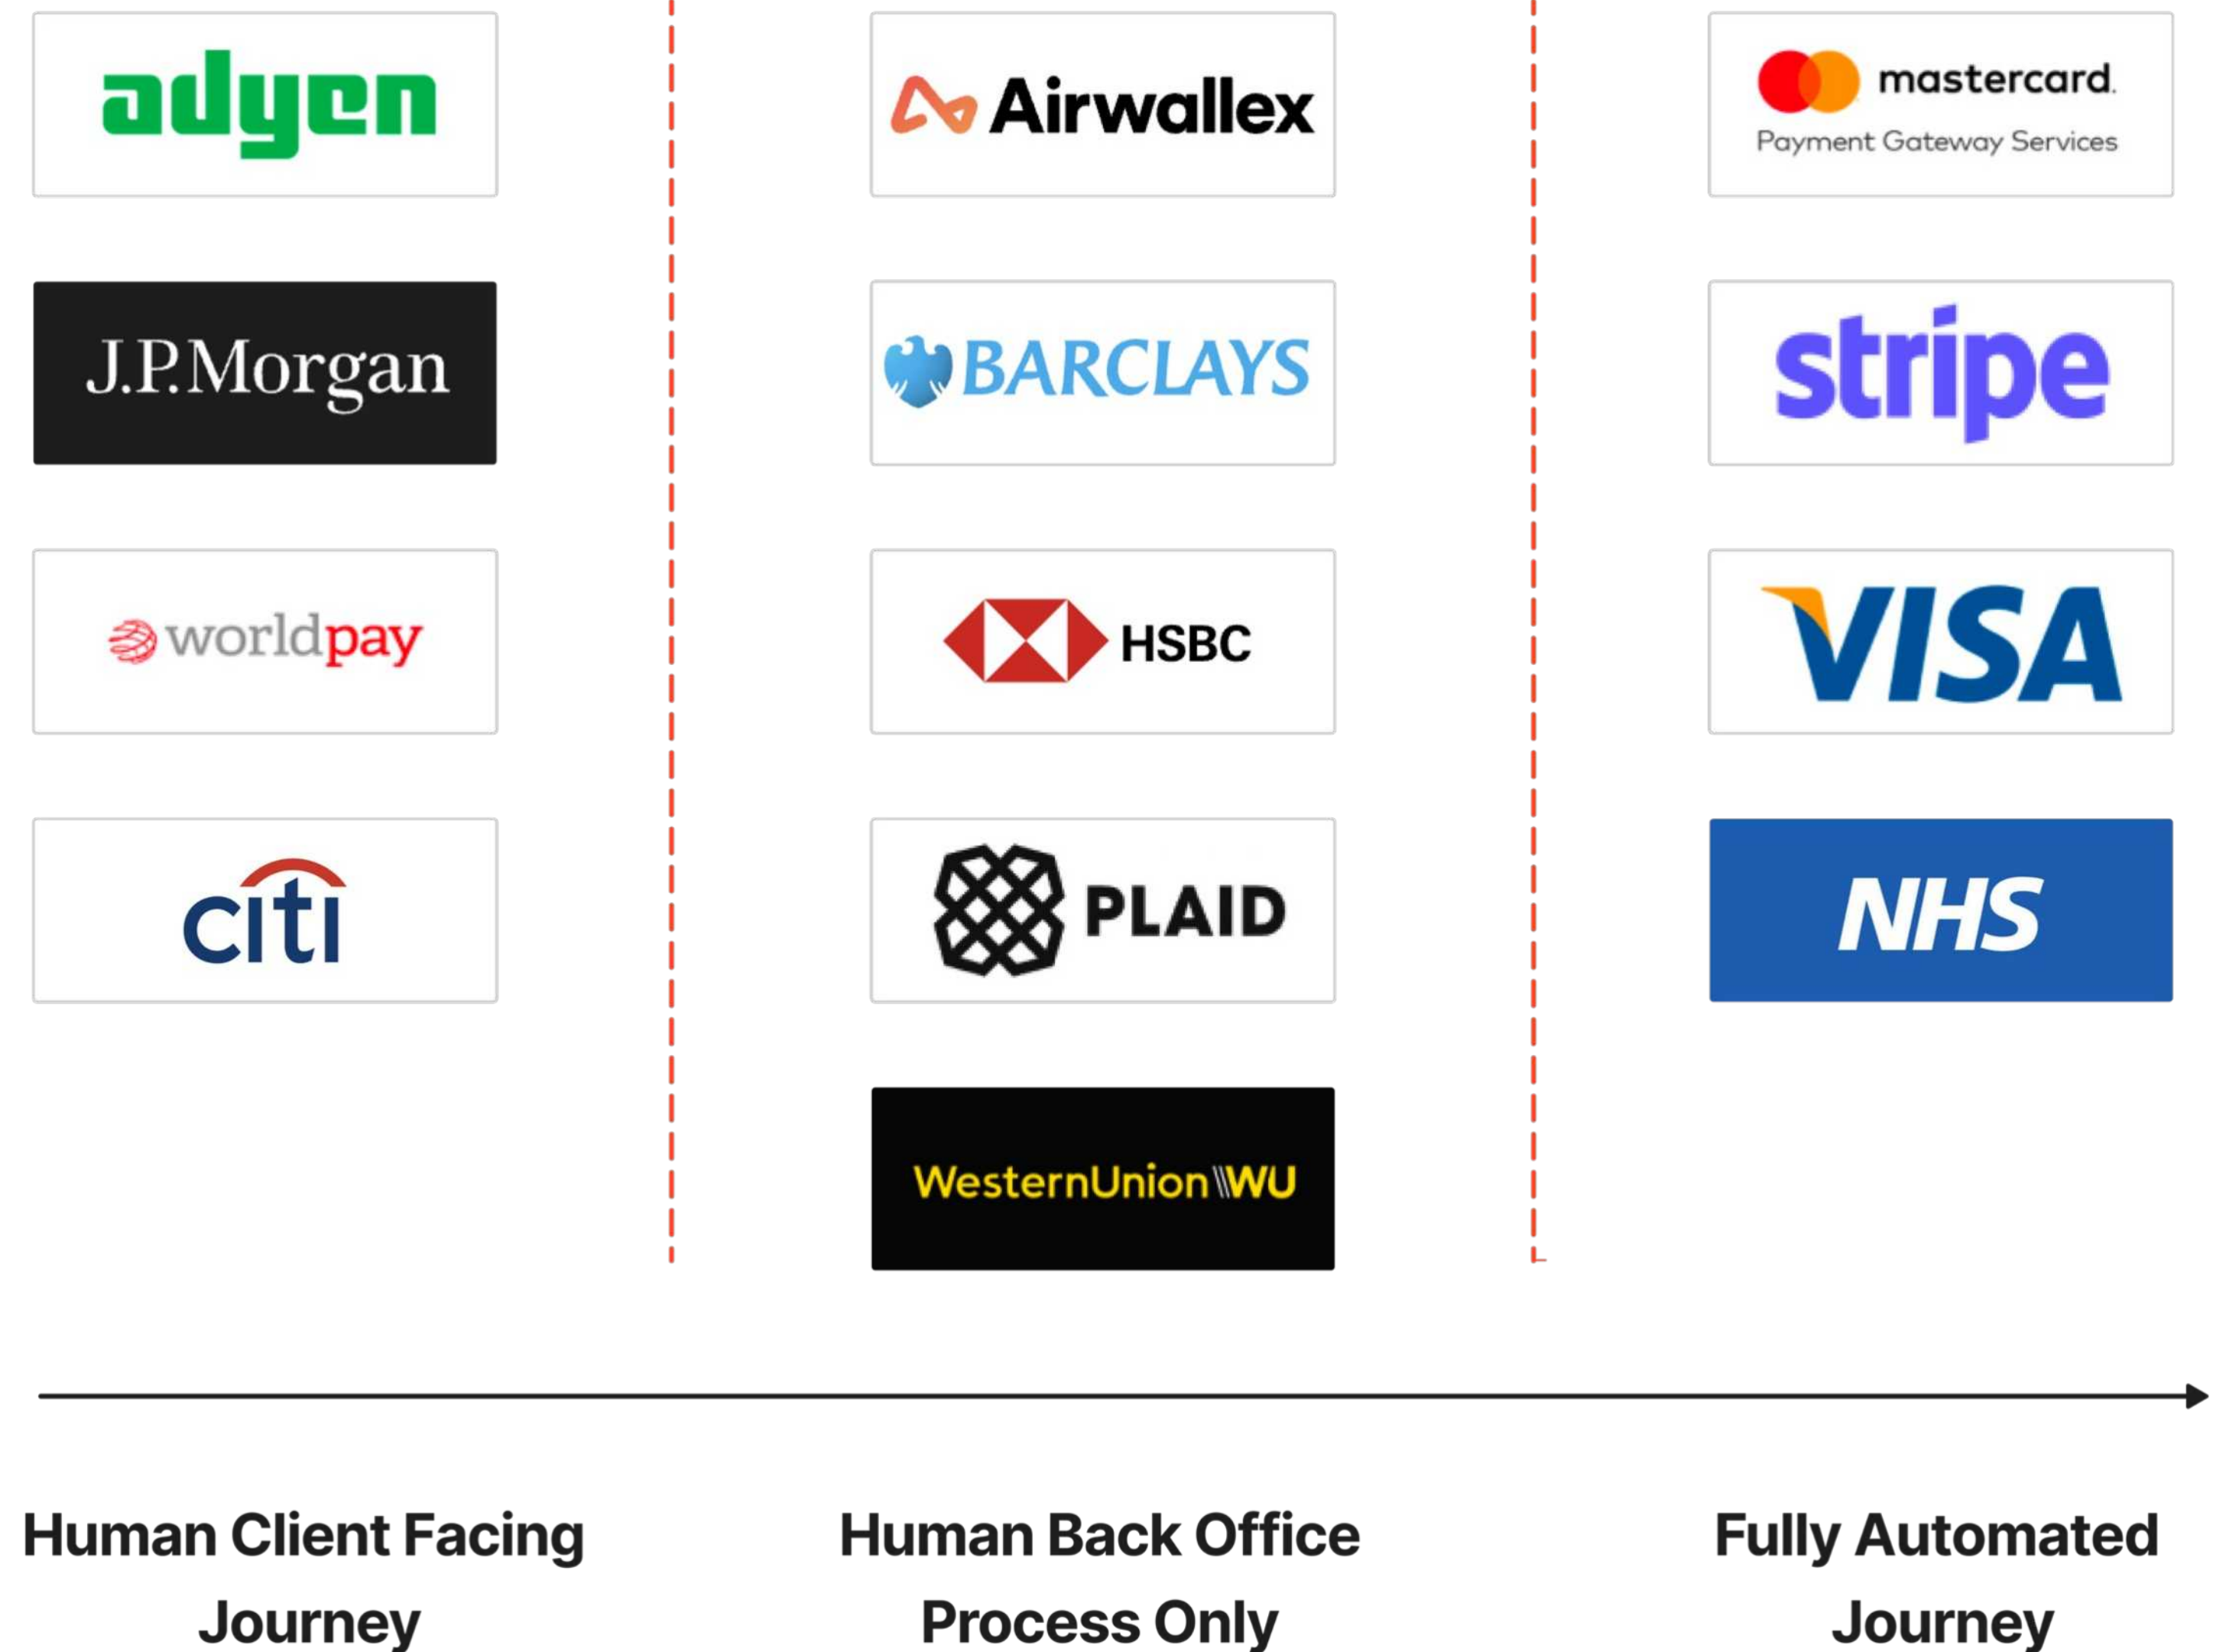 adyen
Airwallex
mastercard.
Payment Gateway Services
J.P.Morgan
BARCLAYS
stripe
worldpay
HSBC
VISA
citi
PLAID
NHS
WesternUnion WU
Human Client Facing
Journey
Human Back Office
Process Only
Fully Automated
Journey